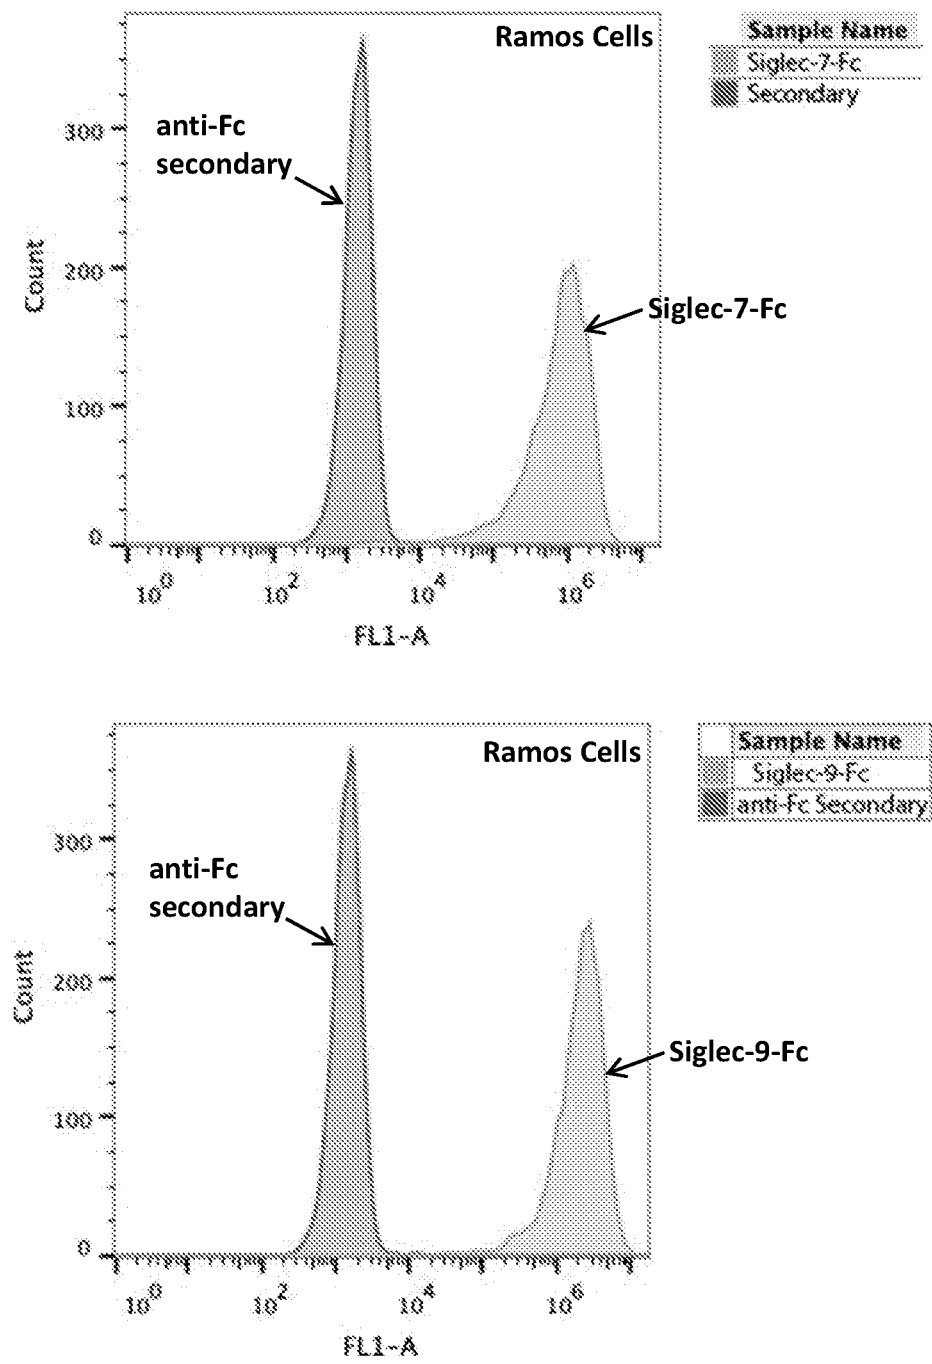 Ramos Cells
Sample Name
Siglec-7-Fc
Secondary
anti-Fc
secondary
Siglec-7-Fc
300
200
100
0
Count
10^0 10^2 10^4 10^6
FL1-A
Ramos Cells
Sample Name
Siglec-9-Fc
anti-Fc Secondary
anti-Fc
secondary
Siglec-9-Fc
300
200
100
0
Count
10^0 10^2 10^4 10^6
FL1-A